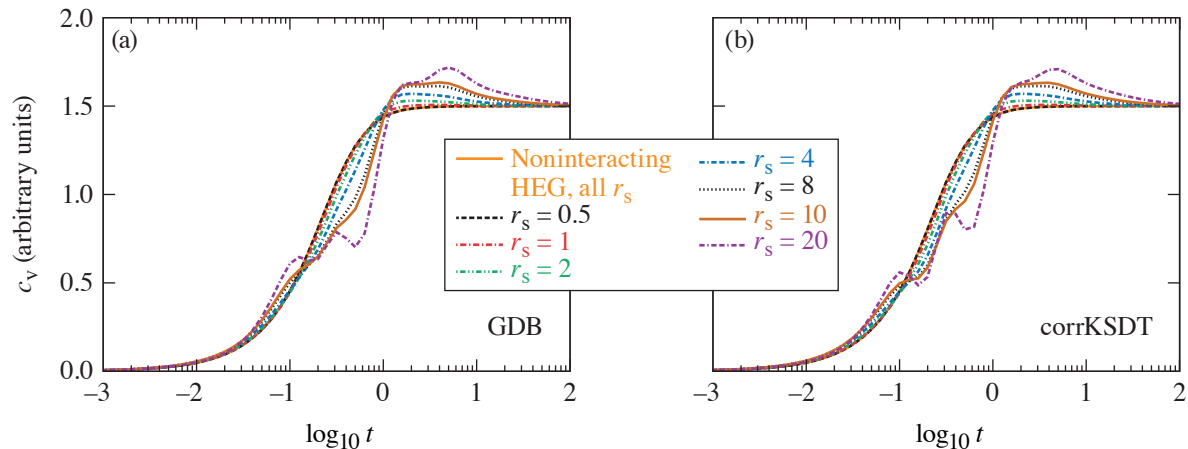 (a)
(b)
2.0
1.5
1.0
0.5
0.0
c_v (arbitrary units)
Noninteracting
HEG, all r_s
r_s = 0.5
r_s = 1
r_s = 2
r_s = 4
r_s = 8
r_s = 10
r_s = 20
GDB
corrKSDT
−3 −2 −1 0 1 2
−3 −2 −1 0 1 2
log₁₀ t
log₁₀ t